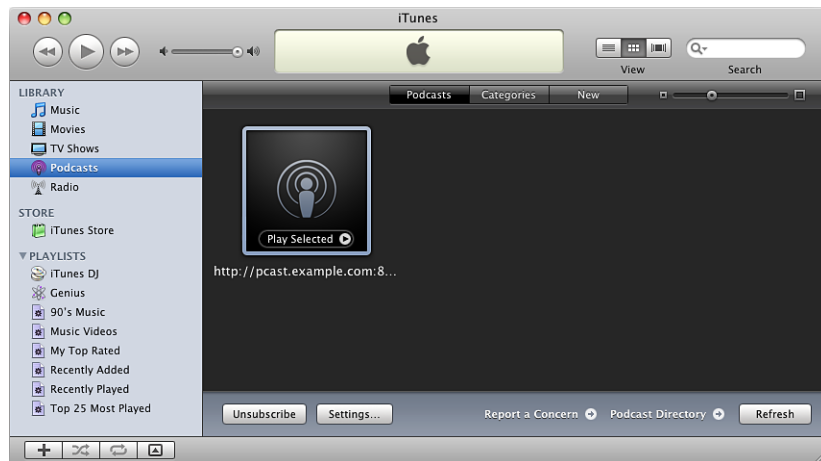 iTunes
View
Search
LIBRARY
Music
Movies
TV Shows
Podcasts
Radio
STORE
iTunes Store
PLAYLISTS
iTunes DJ
Genius
90's Music
Music Videos
My Top Rated
Recently Added
Recently Played
Top 25 Most Played
Podcasts Categories New
Play Selected
http://pcast.example.com:8...
Unsubscribe Settings... Report a Concern Podcast Directory Refresh